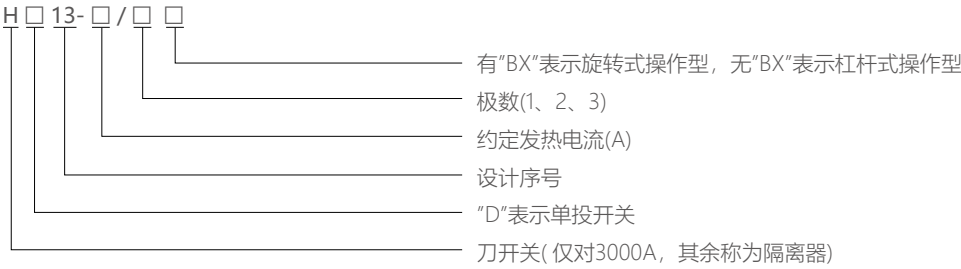 H □ 13- □ / □ □
有"BX"表示旋转式操作型，无"BX"表示杠杆式操作型
极数(1、2、3)
约定发热电流(A)
设计序号
"D"表示单投开关
刀开关( 仅对3000A，其余称为隔离器)